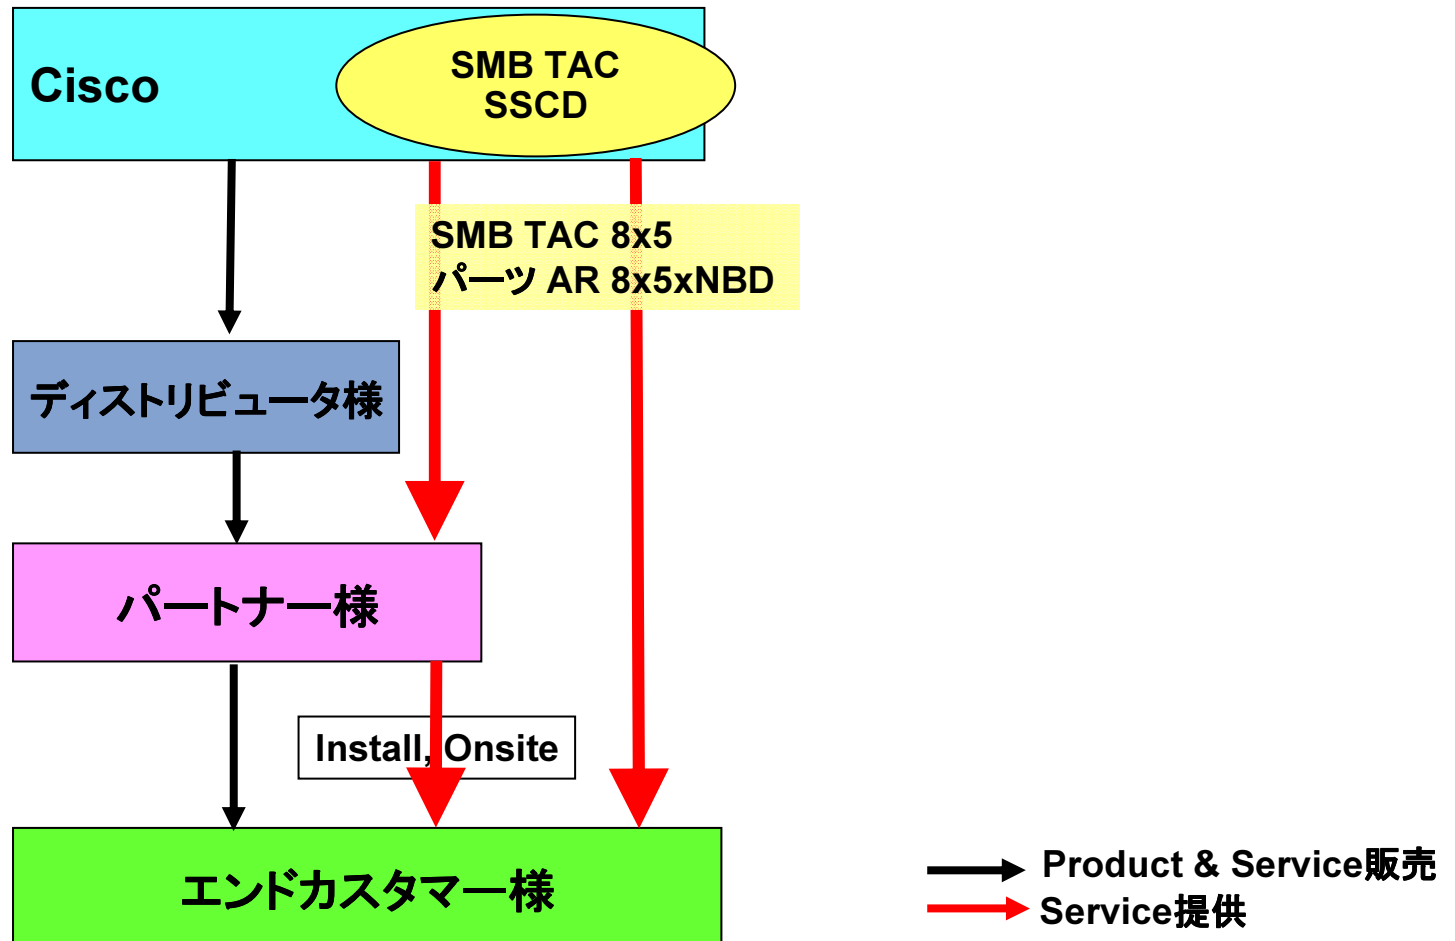 Cisco
SMB TAC
SSCD
SMB TAC 8x5
パーツ AR 8x5xNBD
ディストリビュータ様
パートナー様
Install, Onsite
エンドカスタマー様
Product & Service販売
Service提供